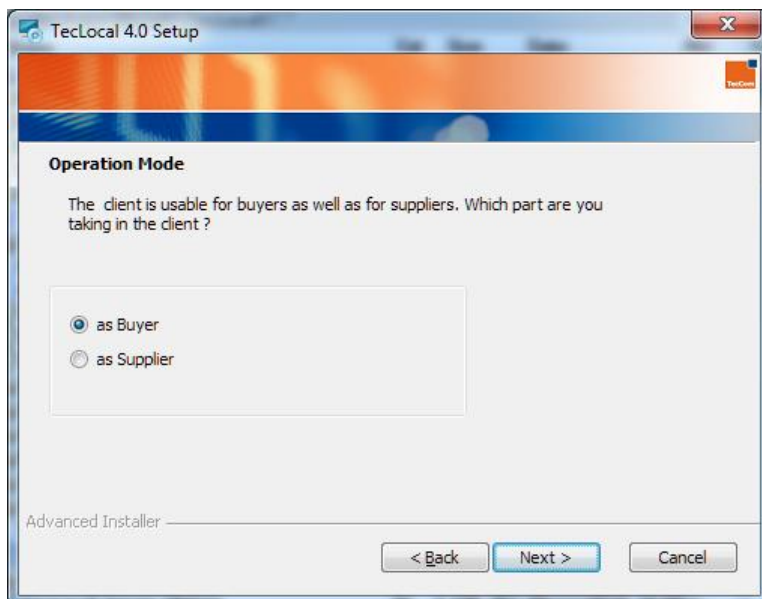 TecLocal 4.0 Setup
TecCom
Operation Mode
The client is usable for buyers as well as for suppliers. Which part are you
taking in the client ?
as Buyer
as Supplier
Advanced Installer
< Back
Next >
Cancel